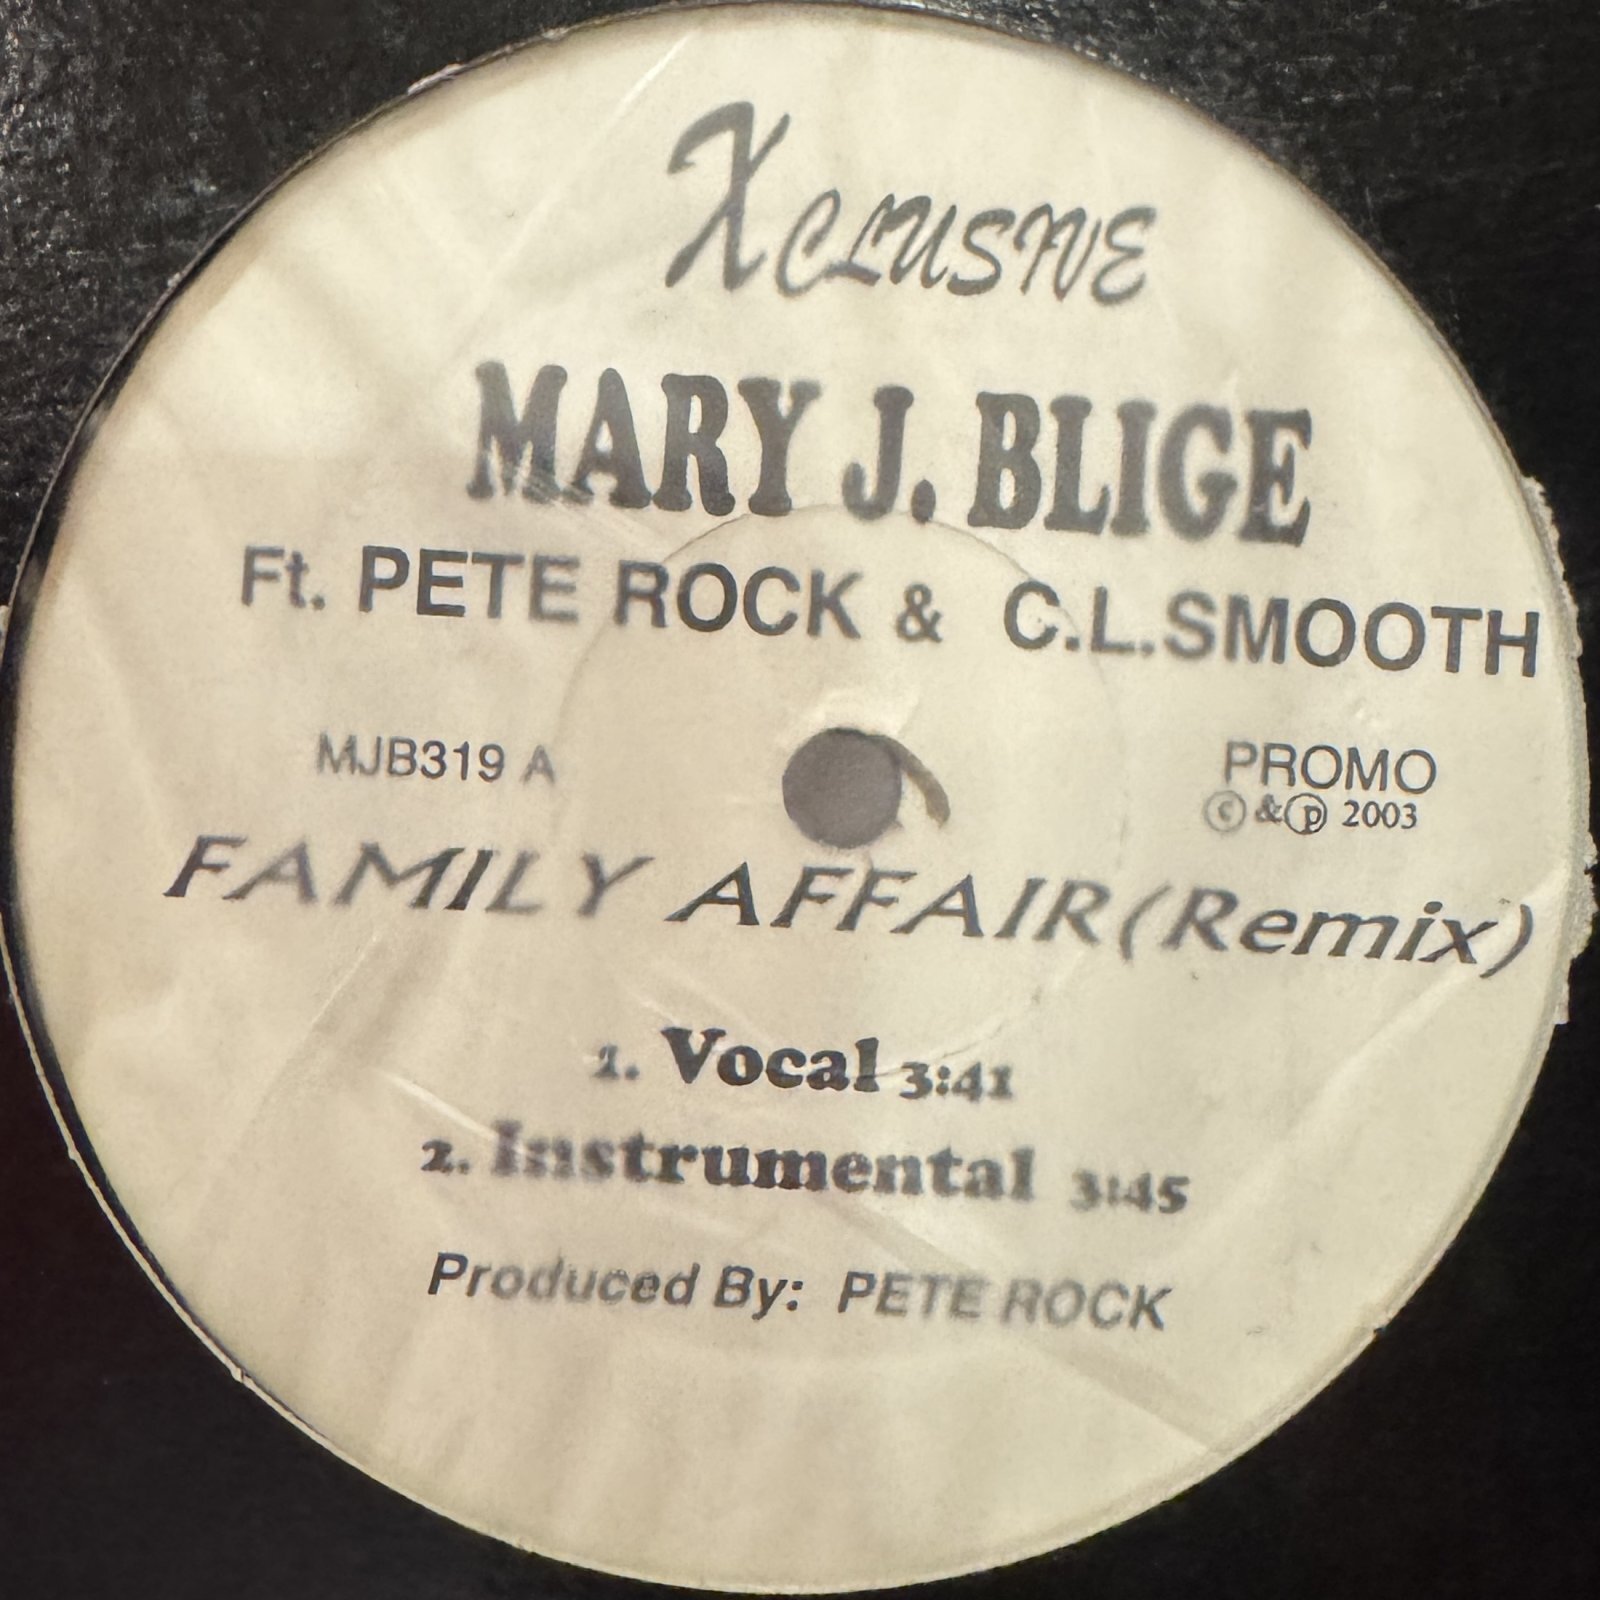 XCLUSIVE
MARY J. BLIGE
Ft. PETE ROCK & C.L.SMOOTH
MJB319 A
PROMO
© & ℗ 2003
FAMILY AFFAIR (Remix)
1. Vocal 3:41
2. Instrumental 3:45
Produced By: PETE ROCK